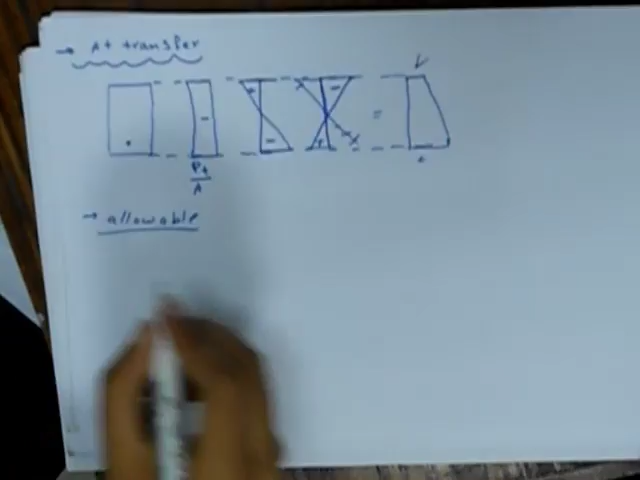 → At transfer
- - - + - + =
Pt
A
→ allowable